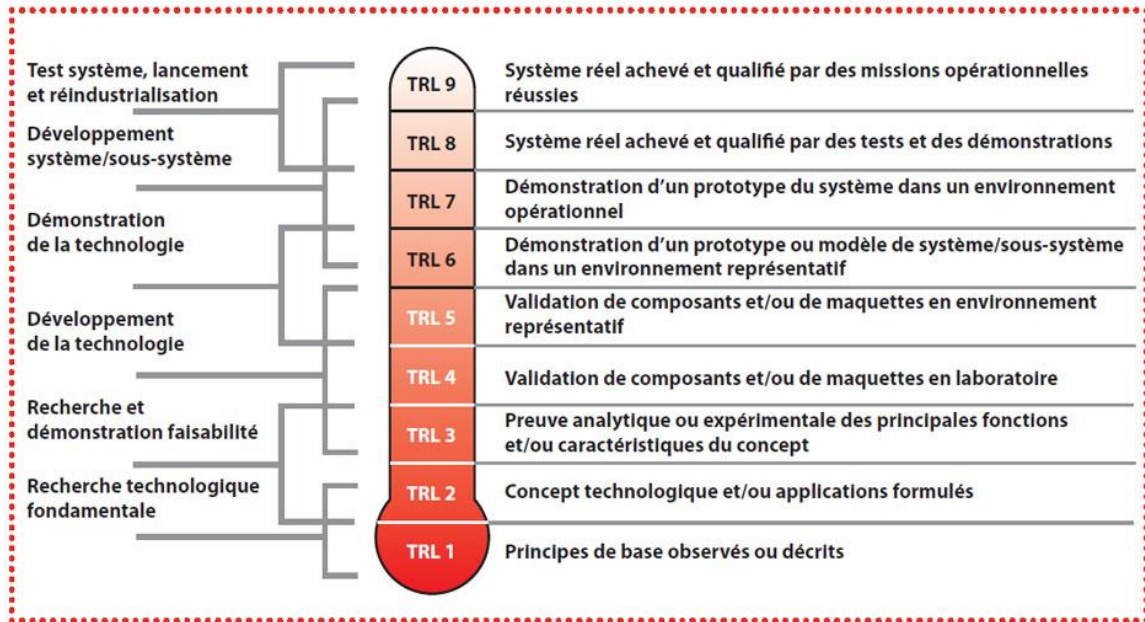 Test système, lancement
et réindustrialisation
Développement
système/sous-système
Démonstration
de la technologie
Développement
de la technologie
Recherche et
démonstration faisabilité
Recherche technologique
fondamentale
TRL 9
Système réel achevé et qualifié par des missions opérationnelles
réussies
TRL 8
Système réel achevé et qualifié par des tests et des démonstrations
TRL 7
Démonstration d’un prototype du système dans un environnement
opérationnel
TRL 6
Démonstration d’un prototype ou modèle de système/sous-système
dans un environnement représentatif
TRL 5
Validation de composants et/ou de maquettes en environnement
représentatif
TRL 4
Validation de composants et/ou de maquettes en laboratoire
TRL 3
Preuve analytique ou expérimentale des principales fonctions
et/ou caractéristiques du concept
TRL 2
Concept technologique et/ou applications formulés
TRL 1
Principes de base observés ou décrits